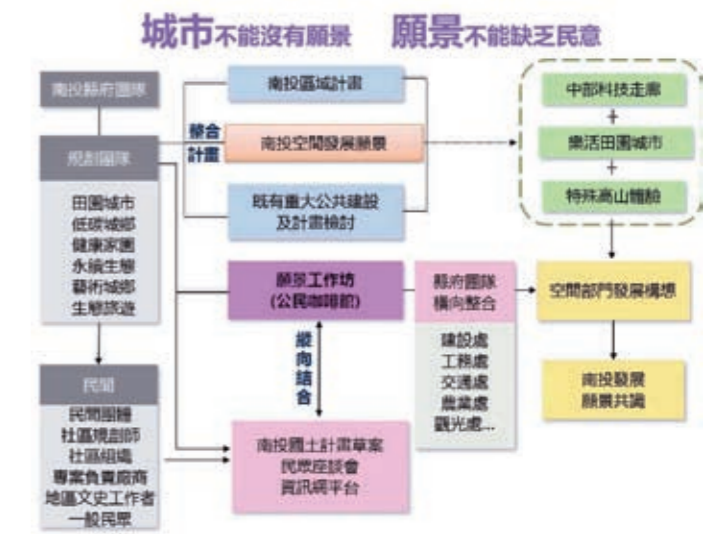 城市不能沒有願景　願景不能缺乏民意
南投縣府團隊
規劃團隊
田園城市
低碳城鄉
健康家園
永續生態
藝術城鄉
生態旅遊
民間
民間團體
社區規劃師
社區組織
專案負責廠商
地區文史工作者
一般民眾
整合
計畫
南投區域計畫
南投空間發展願景
既有重大公共建設
及計畫檢討
願景工作坊
(公民咖啡館)
縱向結合
南投國土計畫草案
民眾座談會
資訊網平台
縣府團隊
橫向整合
建設處
工務處
交通處
農業處
觀光處...
中部科技走廊
+
樂活田園城市
+
特殊高山體驗
空間部門發展構想
南投發展
願景共識